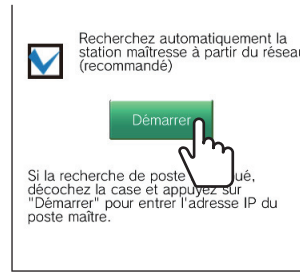 Recherchez automatiquement la
station maîtresse à partir du réseau
(recommandé)
Démarrer
Si la recherche de poste ué,
décochez la case et appuyez sur
"Démarrer" pour entrer l'adresse IP du
poste maître.